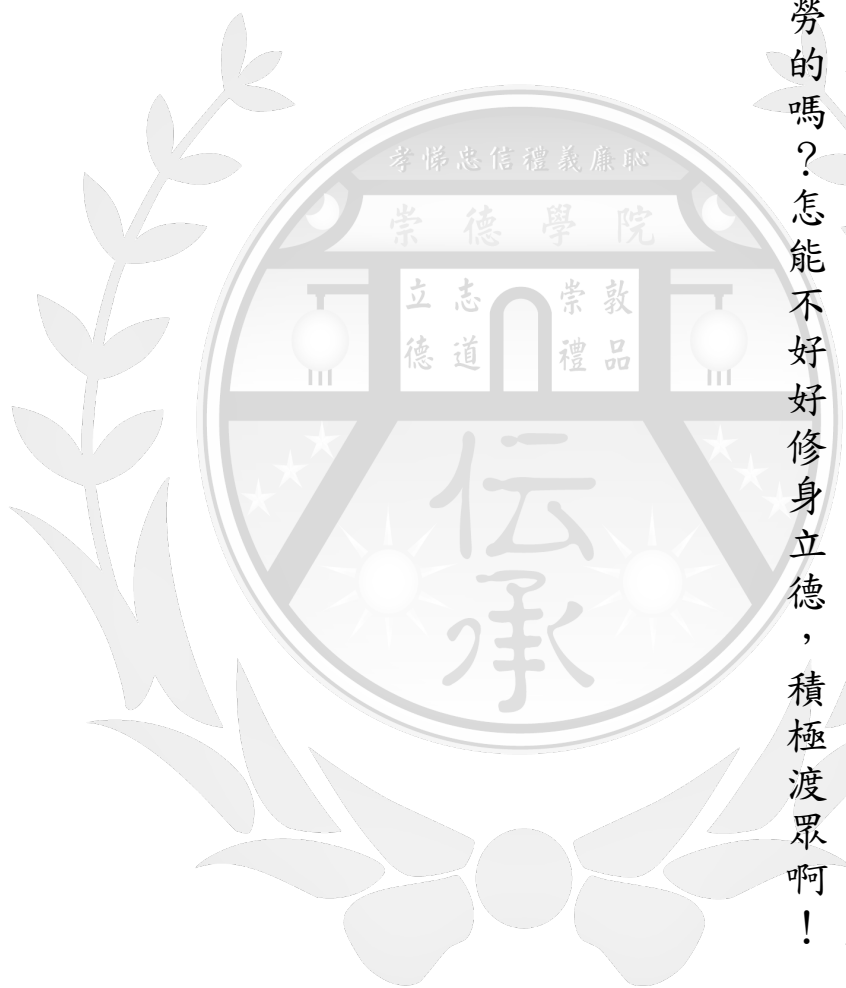 勞的嗎？怎能不好好修身立德，積極渡眾啊！
孝悌忠信禮義廉恥
崇德學院
立志 崇敦
德道 禮品
伝承